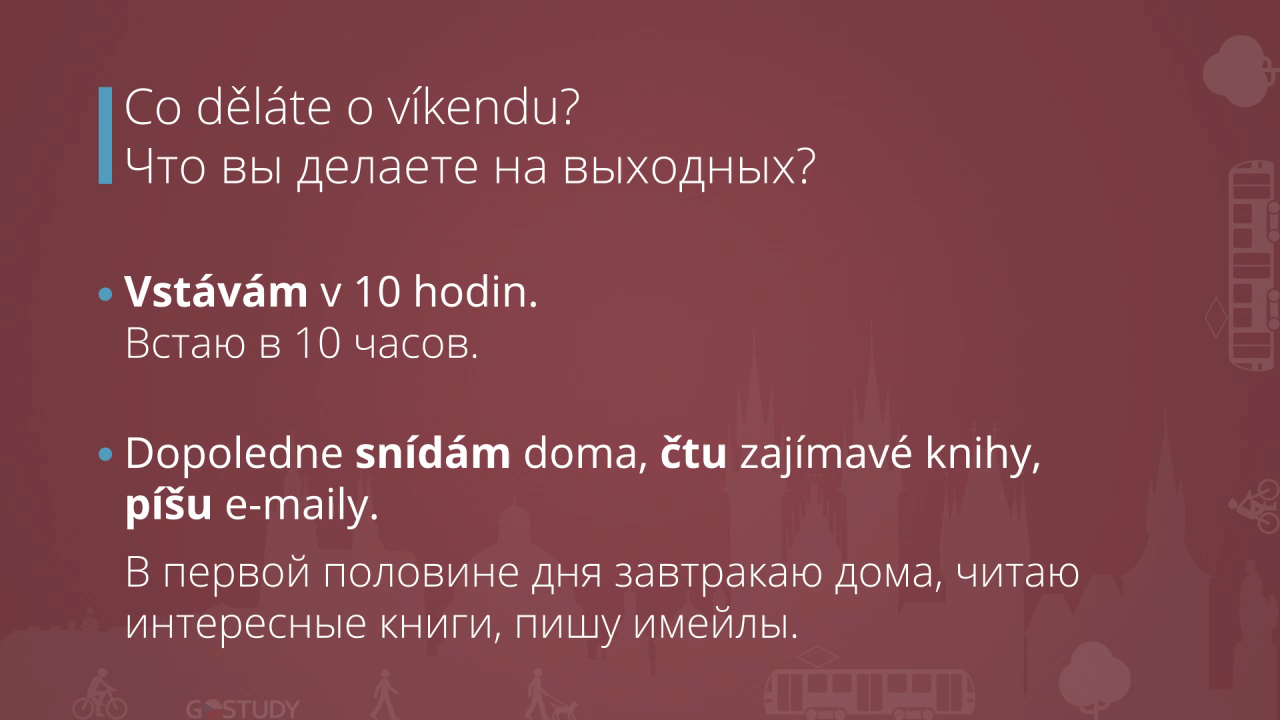 Co děláte o víkendu?
Что вы делаете на выходных?
• Vstávám v 10 hodin.
Встаю в 10 часов.
• Dopoledne snídám doma, čtu zajímavé knihy,
píšu e-maily.
В первой половине дня завтракаю дома, читаю
интересные книги, пишу имейлы.
GOSTUDY